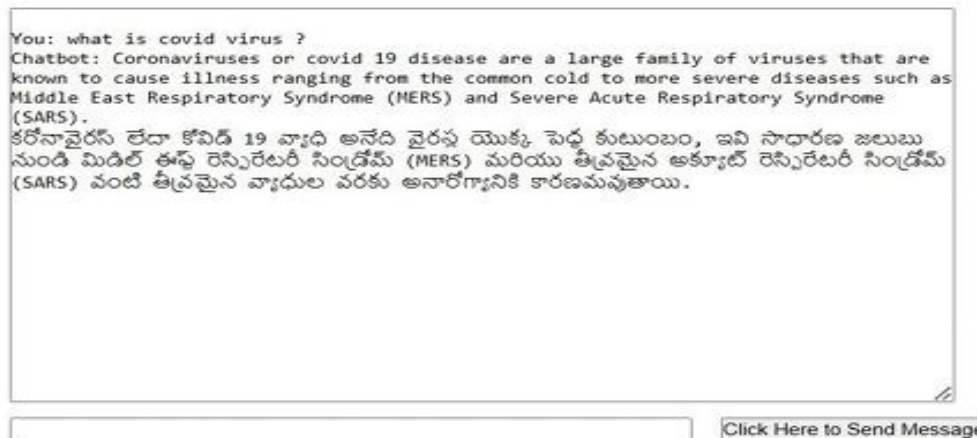 You: what is covid virus ?
Chatbot: Coronaviruses or covid 19 disease are a large family of viruses that are
known to cause illness ranging from the common cold to more severe diseases such as
Middle East Respiratory Syndrome (MERS) and Severe Acute Respiratory Syndrome
(SARS).
కరోనావైరస్ లేదా కోవిడ్ 19 వ్యాధి అనేది వైరస్ల యొక్క పెద్ద కుటుంబం, ఇవి సాధారణ జలుబు
నుండి మిడిల్ ఈస్ట్ రెస్పిరేటరీ సిండ్రోమ్ (MERS) మరియు తీవ్రమైన అక్యూట్ రెస్పిరేటరీ సిండ్రోమ్
(SARS) వంటి తీవ్రమైన వ్యాధుల వరకు అనారోగ్యానికి కారణమవుతాయి.
Click Here to Send Message